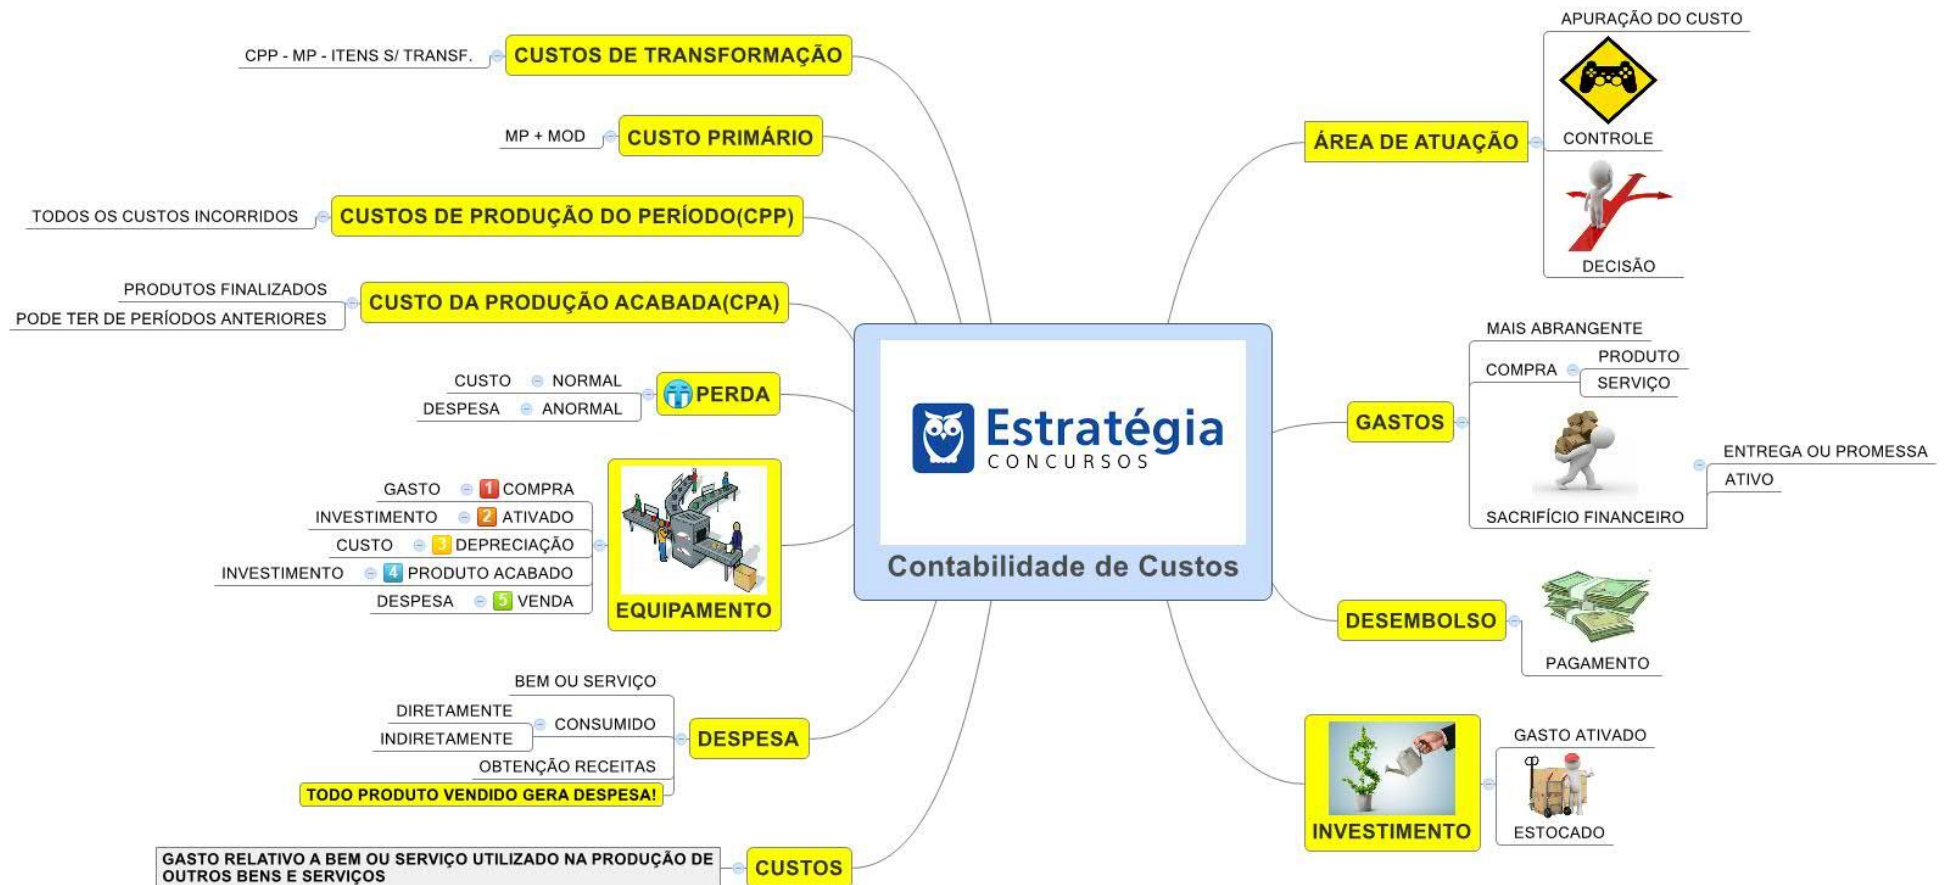 CUSTOS DE TRANSFORMAÇÃO
CPP - MP - ITENS S/ TRANSF.
CUSTO PRIMÁRIO
MP + MOD
CUSTOS DE PRODUÇÃO DO PERÍODO(CPP)
TODOS OS CUSTOS INCORRIDOS
CUSTO DA PRODUÇÃO ACABADA(CPA)
PRODUTOS FINALIZADOS
PODE TER DE PERÍODOS ANTERIORES
PERDA
NORMAL
CUSTO
ANORMAL
DESPESA
EQUIPAMENTO
1 COMPRA
GASTO
2 ATIVADO
INVESTIMENTO
3 DEPRECIAÇÃO
CUSTO
4 PRODUTO ACABADO
INVESTIMENTO
5 VENDA
DESPESA
DESPESA
BEM OU SERVIÇO
CONSUMIDO
DIRETAMENTE
INDIRETAMENTE
OBTENÇÃO RECEITAS
TODO PRODUTO VENDIDO GERA DESPESA!
CUSTOS
GASTO RELATIVO A BEM OU SERVIÇO UTILIZADO NA PRODUÇÃO DE
OUTROS BENS E SERVIÇOS
Estratégia
CONCURSOS
Contabilidade de Custos
ÁREA DE ATUAÇÃO
APURAÇÃO DO CUSTO
CONTROLE
DECISÃO
GASTOS
MAIS ABRANGENTE
COMPRA
PRODUTO
SERVIÇO
SACRIFÍCIO FINANCEIRO
ENTREGA OU PROMESSA
ATIVO
DESEMBOLSO
PAGAMENTO
INVESTIMENTO
GASTO ATIVADO
ESTOCADO